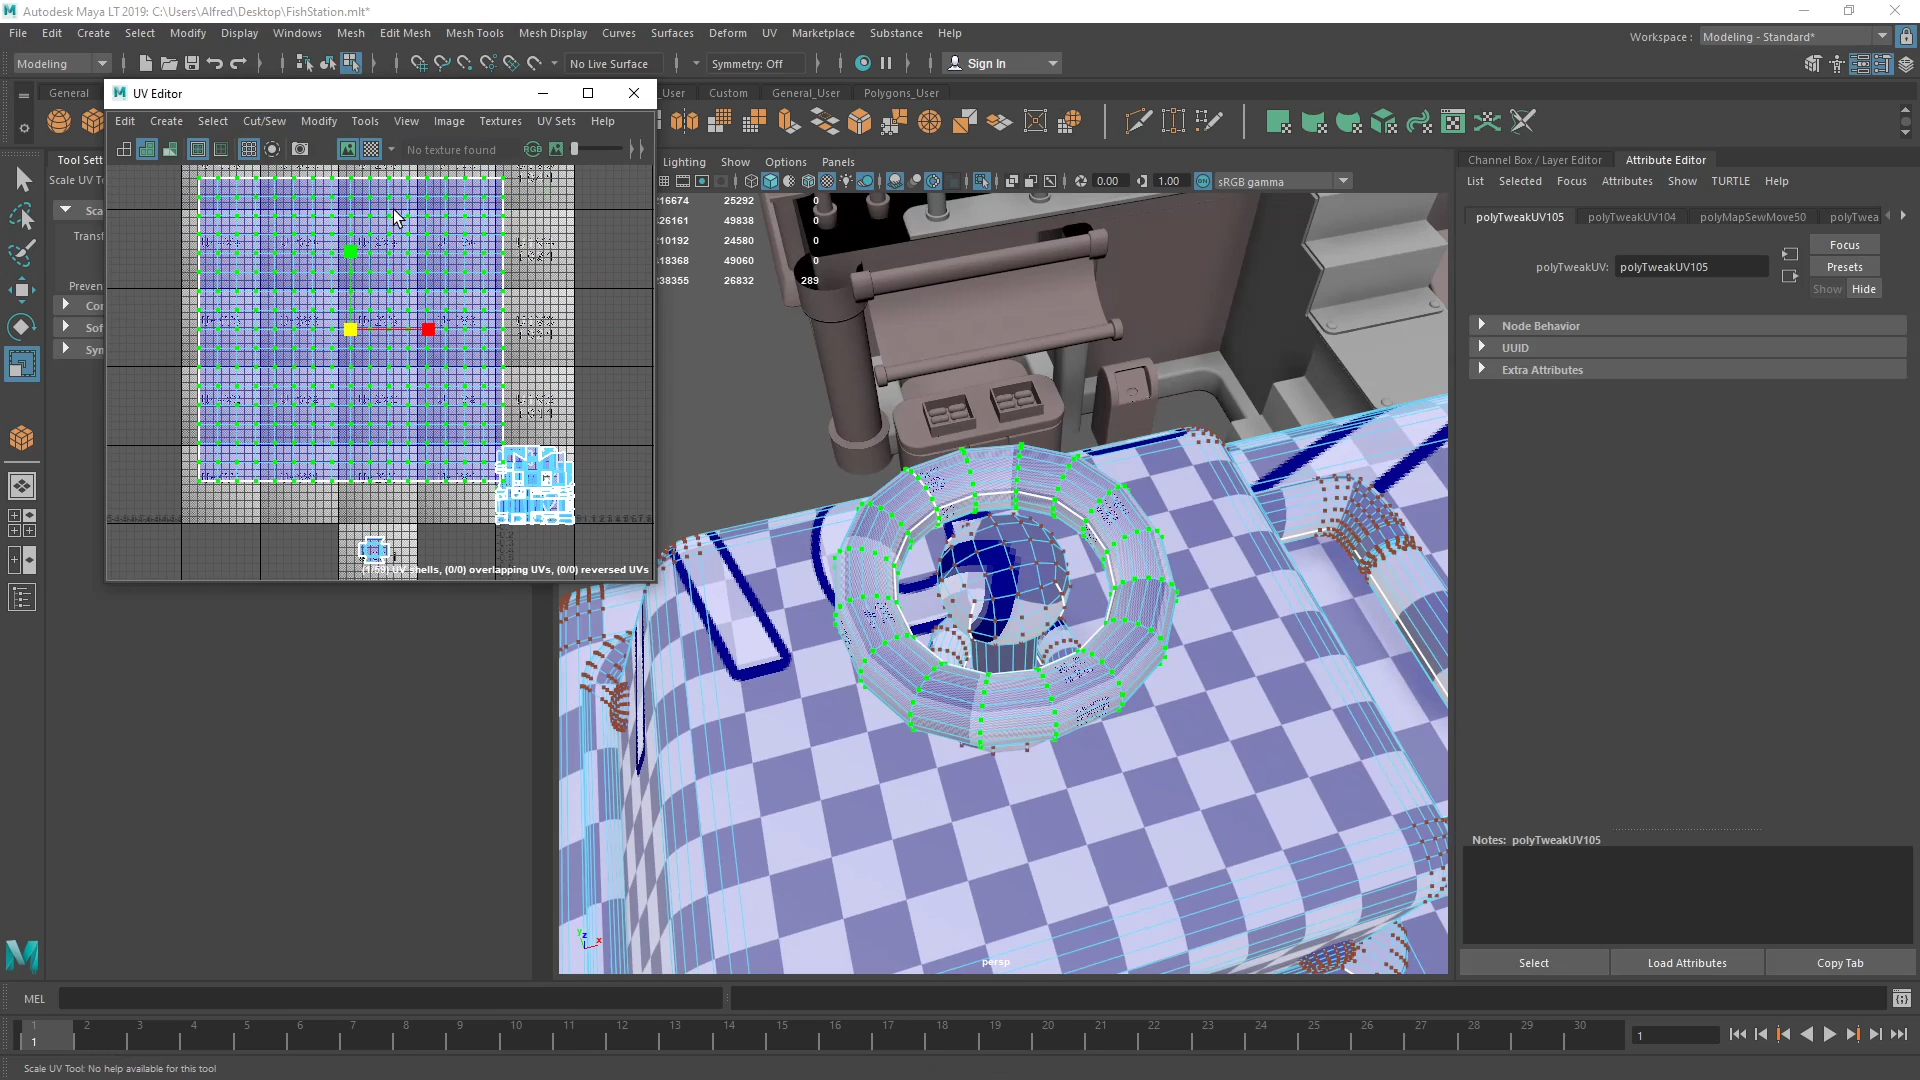 Autodesk Maya LT 2019: C:\Users\Alfred\Desktop\FishStation.mlt*
File Edit Create Select Modify Display Windows Mesh Edit Mesh Mesh Tools Mesh Display Curves Surfaces Deform UV Marketplace Substance Help
Workspace : Modeling - Standard*
Modeling No Live Surface Symmetry: Off Sign In
General _User Custom General_User Polygons_User
UV Editor
Edit Create Select Cut/Sew Modify Tools View Image Textures UV Sets Help
No texture found
Tool Sett
Scale UV To
Sca
Transf
Preven
Co
Sof
Sym
(0/0) overlapping UVs, (0/0) reversed UVs
Lighting Show Options Panels
0.00 1.00 sRGB gamma
16674 25292 0
26161 49838 0
10192 24580 0
18368 49060 0
38355 26832 289
persp
Channel Box / Layer Editor Attribute Editor
List Selected Focus Attributes Show TURTLE Help
polyTweakUV105 polyTweakUV104 polyMapSewMove50 polyTwea
polyTweakUV: polyTweakUV105
Focus
Presets
Show Hide
Node Behavior
UUID
Extra Attributes
Notes: polyTweakUV105
Select Load Attributes Copy Tab
MEL
1 2 3 4 5 6 7 8 9 10 11 12 13 14 15 16 17 18 19 20 21 22 23 24 25 26 27 28 29 30
1
1
Scale UV Tool: No help available for this tool